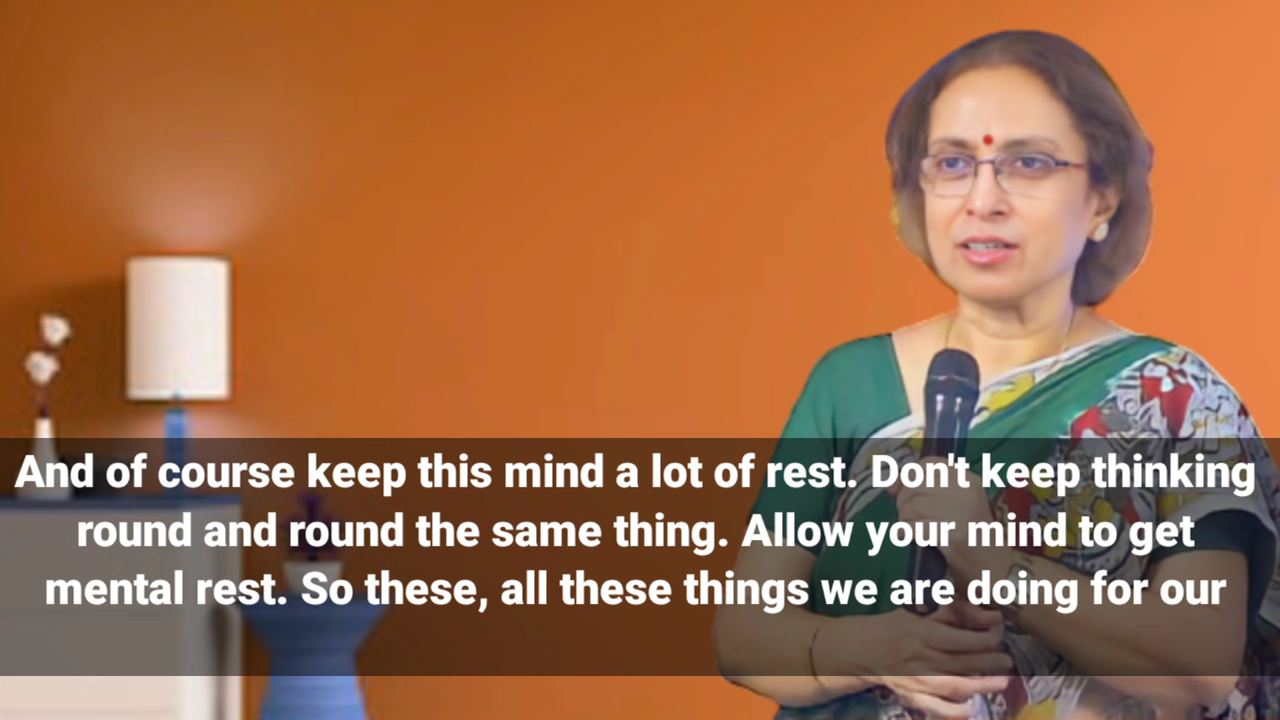 And of course keep this mind a lot of rest. Don't keep thinking
round and round the same thing. Allow your mind to get
mental rest. So these, all these things we are doing for our